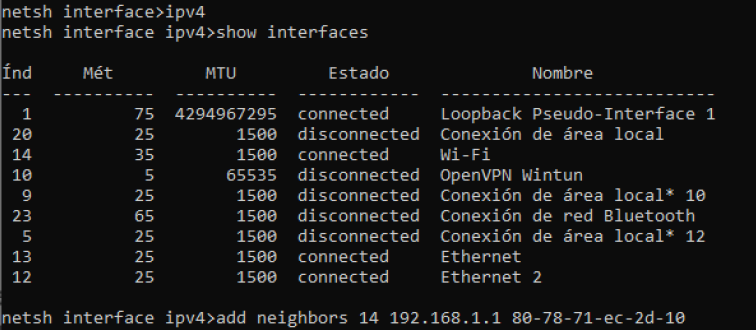 netsh interface>ipv4
netsh interface ipv4>show interfaces
Índ Mét MTU Estado Nombre
--- ---------- ---------- ------------ ---------------------------
1 75 4294967295 connected Loopback Pseudo-Interface 1
20 25 1500 disconnected Conexión de área local
14 35 1500 connected Wi-Fi
10 5 65535 disconnected OpenVPN Wintun
9 25 1500 disconnected Conexión de área local* 10
23 65 1500 disconnected Conexión de red Bluetooth
5 25 1500 disconnected Conexión de área local* 12
13 25 1500 connected Ethernet
12 25 1500 connected Ethernet 2
netsh interface ipv4>add neighbors 14 192.168.1.1 80-78-71-ec-2d-10